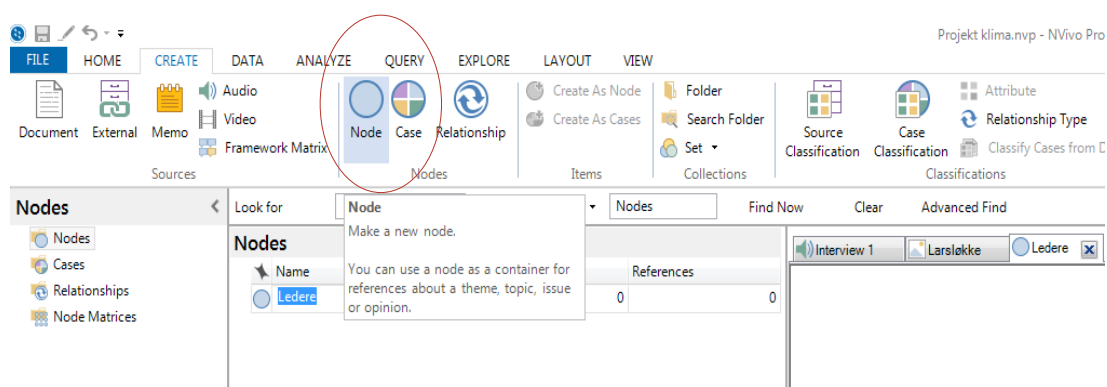 Projekt klima.nvp - NVivo Pro
FILE HOME CREATE DATA ANALYZE QUERY EXPLORE LAYOUT VIEW
Document External Memo
Audio
Video
Framework Matrix
Sources
Node Case Relationship
Nodes
Create As Node
Create As Cases
Items
Folder
Search Folder
Set
Collections
Source
Classification
Case
Classification
Attribute
Relationship Type
Classify Cases from D
Classifications
Nodes
Nodes
Cases
Relationships
Node Matrices
Look for
Nodes
Find Now Clear Advanced Find
Nodes
Name References
Ledere 0 0
Node
Make a new node.
You can use a node as a container for
references about a theme, topic, issue
or opinion.
Interview 1 Larsløkke Ledere